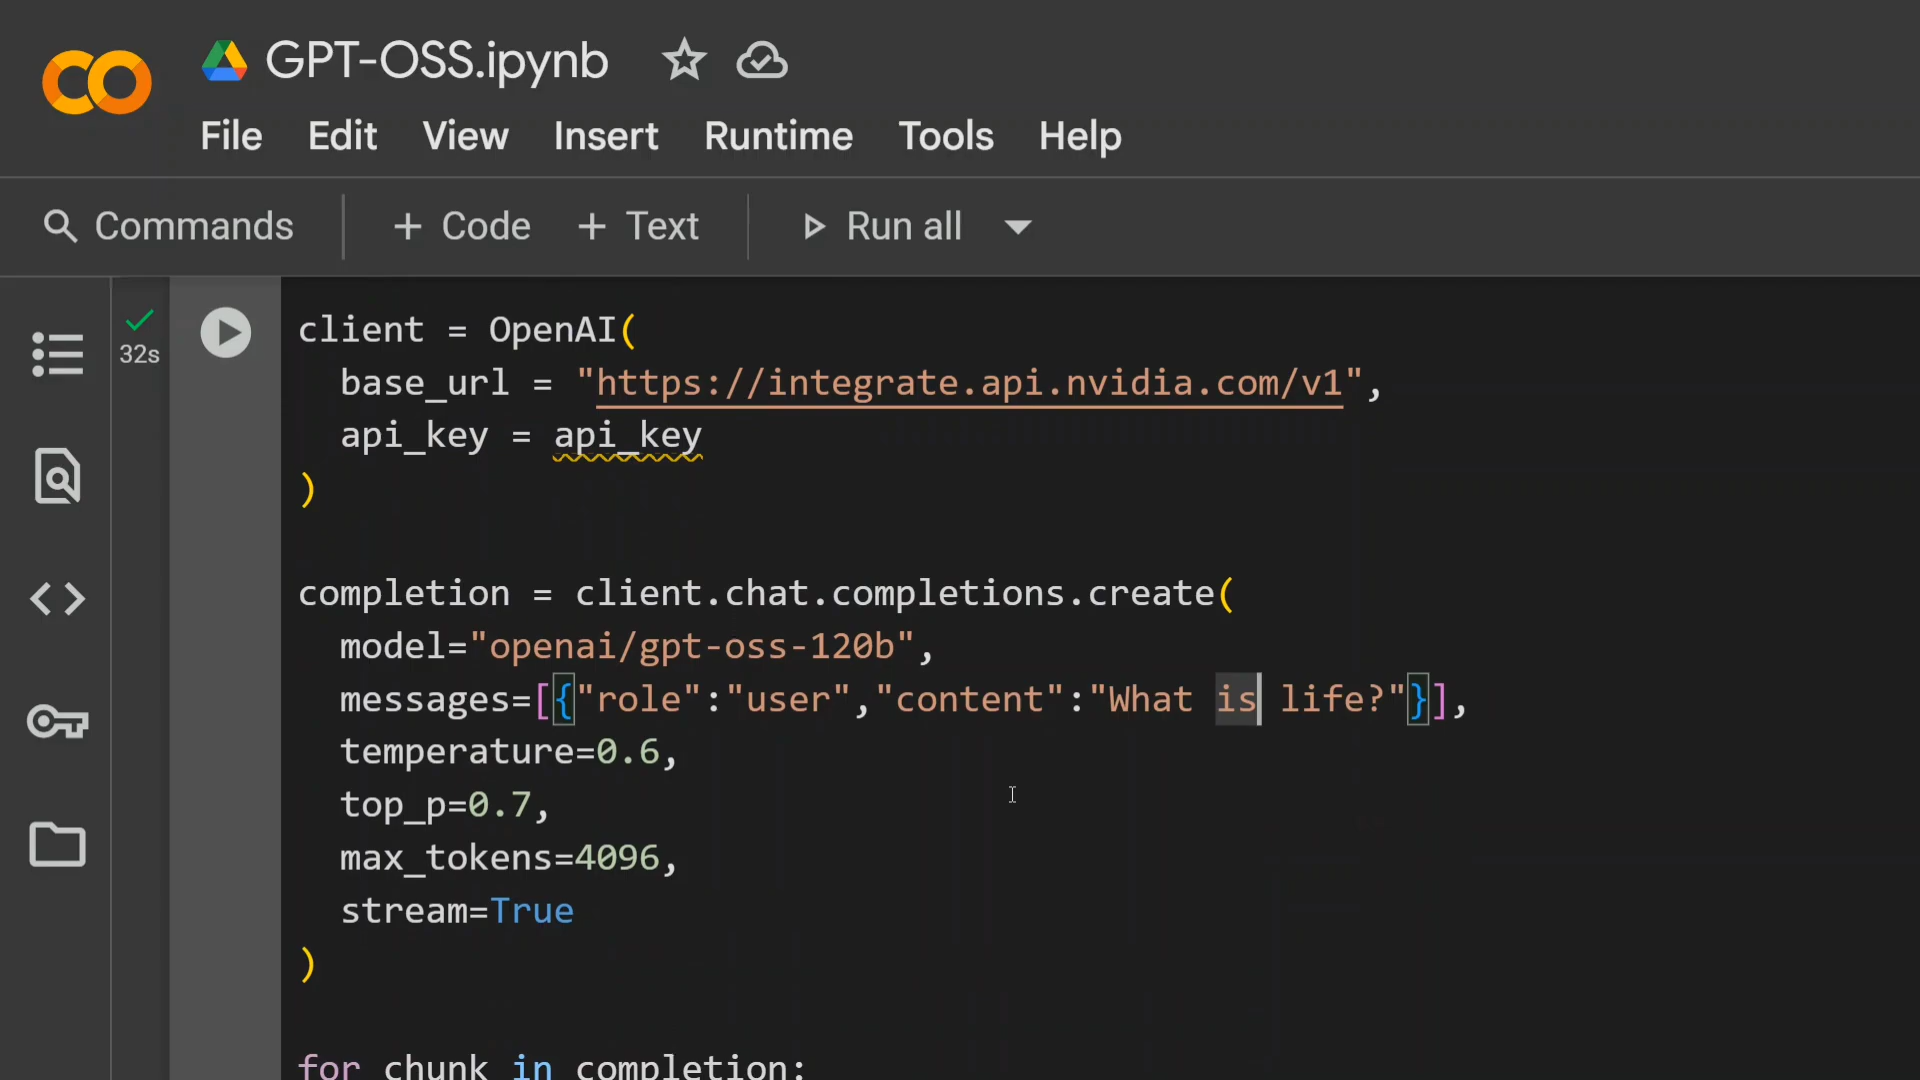 GPT-OSS.ipynb
File Edit View Insert Runtime Tools Help
Commands + Code + Text Run all
32s
client = OpenAI(
  base_url = "https://integrate.api.nvidia.com/v1",
  api_key = api_key
)
completion = client.chat.completions.create(
  model="openai/gpt-oss-120b",
  messages=[{"role":"user","content":"What is life?"}],
  temperature=0.6,
  top_p=0.7,
  max_tokens=4096,
  stream=True
)
for chunk in completion: